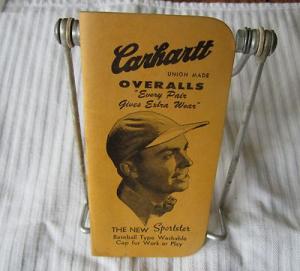 Carhartt
UNION MADE
OVERALLS
"Every Pair
Gives Extra Wear"
THE NEW Sportster
Baseball Type Washable
Cap for Work or Play